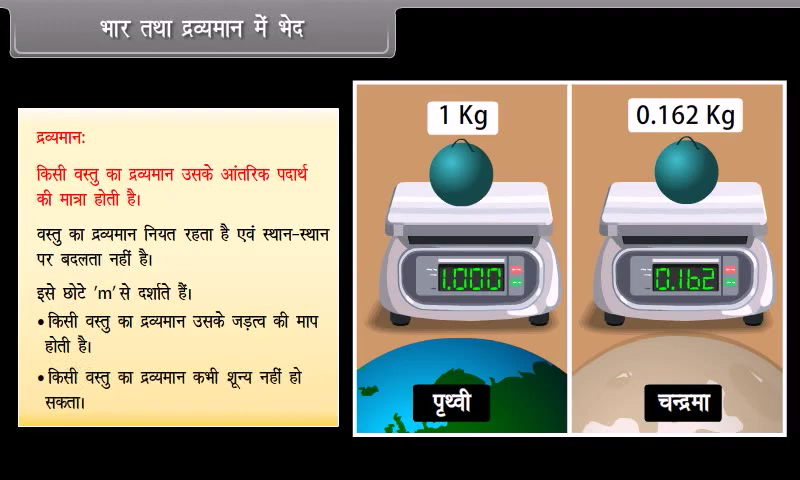 भार तथा द्रव्यमान में भेद
द्रव्यमान:
किसी वस्तु का द्रव्यमान उसके आंतरिक पदार्थ
की मात्रा होती है।
वस्तु का द्रव्यमान नियत रहता है एवं स्थान-स्थान
पर बदलता नहीं है।
इसे छोटे 'm' से दर्शाते हैं।
• किसी वस्तु का द्रव्यमान उसके जड़त्व की माप
होती है।
• किसी वस्तु का द्रव्यमान कभी शून्य नहीं हो
सकता।
1 Kg
1.000
पृथ्वी
0.162 Kg
0.162
चन्द्रमा